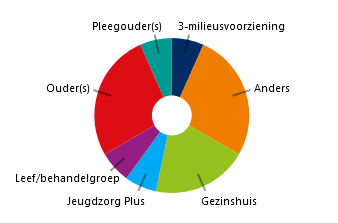 Pleegouder(s)
3-milieusvoorziening
Ouder(s)
Anders
Leef/behandelgroep
Jeugdzorg Plus
Gezinshuis